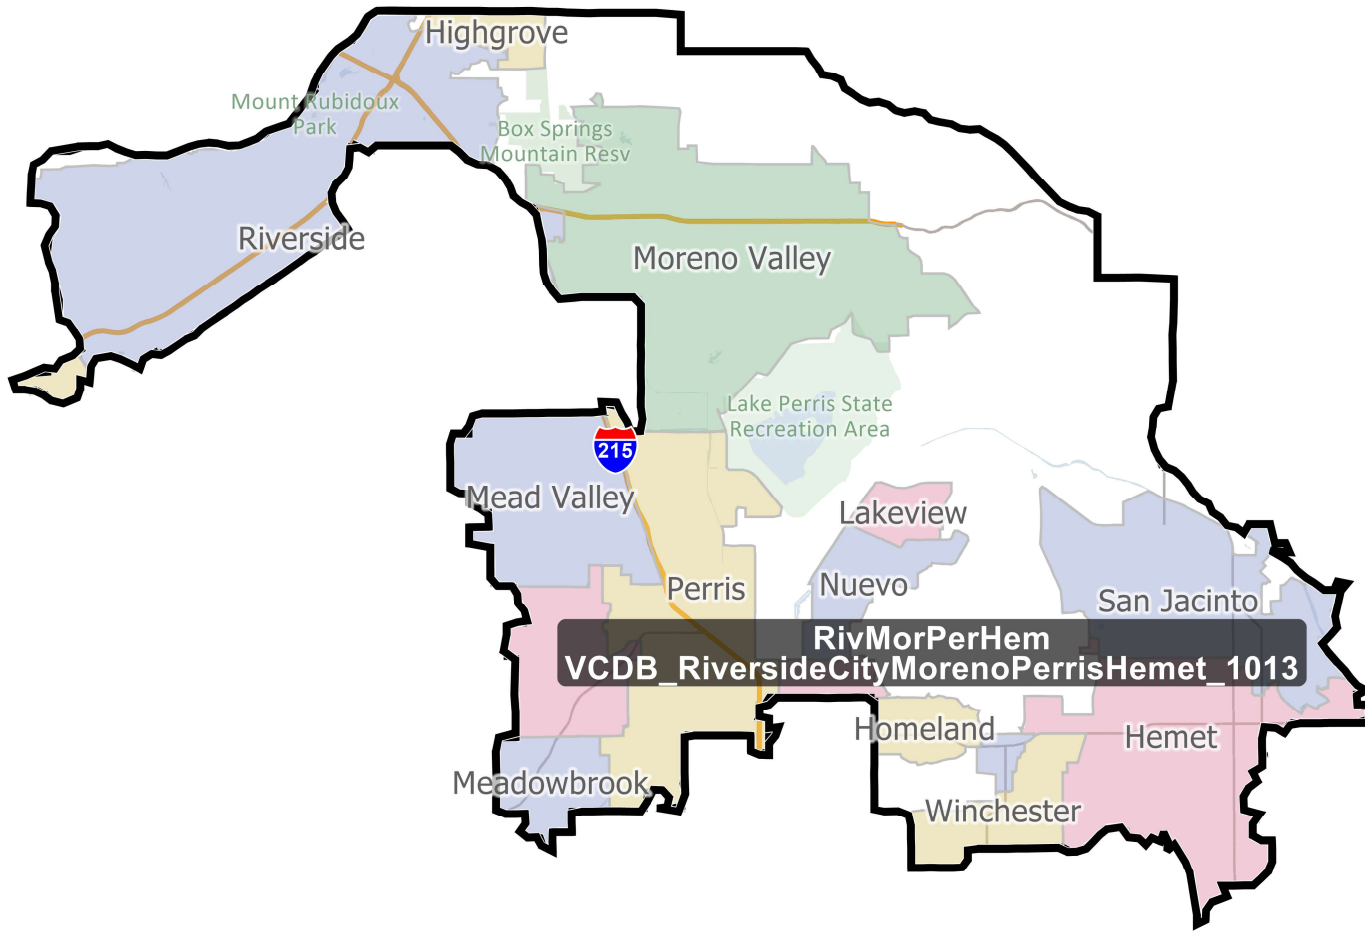 Highgrove
Mount Rubidoux
Park
Box Springs
Mountain Resv
Riverside
Moreno Valley
Lake Perris State
Recreation Area
215
Mead Valley
Lakeview
Perris
Nuevo
San Jacinto
RivMorPerHem
VCDB_RiversideCityMorenoPerrisHemet_1013
Homeland
Hemet
Meadowbrook
Winchester